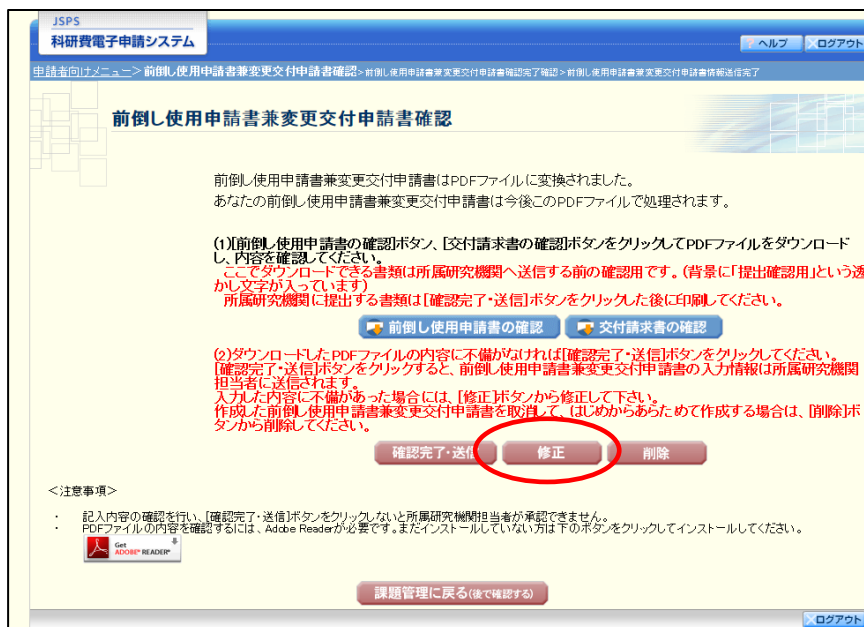 JSPS
科研費電子申請システム
ヘルプ
ログアウト
申請者向けメニュー>前倒し使用申請書兼変更交付申請書確認>前倒し使用申請書兼変更交付申請書確認完了確認>前倒し使用申請書兼変更交付申請書情報送信完了
前倒し使用申請書兼変更交付申請書確認
前倒し使用申請書兼変更交付申請書はPDFファイルに変換されました。
あなたの前倒し使用申請書兼変更交付申請書は今後このPDFファイルで処理されます。
(1)[前倒し使用申請書の確認]ボタン、[交付請求書の確認]ボタンをクリックしてPDFファイルをダウンロード
し、内容を確認してください。
ここでダウンロードできる書類は所属研究機関へ送信する前の確認用です。(背景に「提出確認用」という透
かし文字が入っています)
所属研究機関に提出する書類は[確認完了・送信]ボタンをクリックした後に印刷してください。
前倒し使用申請書の確認
交付請求書の確認
(2)ダウンロードしたPDFファイルの内容に不備がなければ[確認完了・送信]ボタンをクリックしてください。
[確認完了・送信]ボタンをクリックすると、前倒し使用申請書兼変更交付申請書の入力情報は所属研究機関
担当者に送信されます。
入力した内容に不備があった場合には、[修正]ボタンから修正して下さい。
作成した前倒し使用申請書兼変更交付申請書を取消して、はじめからあらためて作成する場合は、[削除]ボ
タンから削除してください。
確認完了・送信
修正
削除
<注意事項>
・ 記入内容の確認を行い、[確認完了・送信]ボタンをクリックしないと所属研究機関担当者が承認できません。
・ PDFファイルの内容を確認するには、Adobe Readerが必要です。まだインストールしていない方は下のボタンをクリックしてインストールしてください。
Get
ADOBE® READER®
課題管理に戻る(後で確認する)
ログアウト